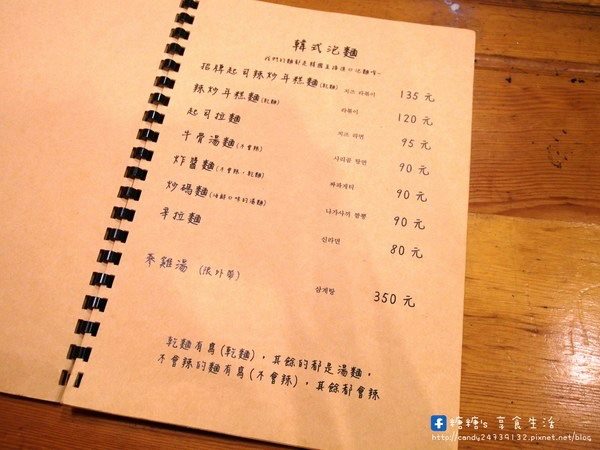 韓式泡麵
我們的麵都是韓國直接進口泡麵唷~
招牌起司辣炒年糕麵(乾麵) 치즈 라볶이 135 元
辣炒年糕麵(乾麵) 라볶이 120 元
起司拉麵 치즈 라면 95 元
牛骨湯麵(不會辣) 사리곰 탕면 90 元
炸醬麵(不會辣,乾麵) 짜파게티 90 元
炒碼麵(海鮮口味的湯麵) 나가사끼 짬뽕 90 元
辛拉麵 신라면 80 元
蔘雞湯 (限外帶) 삼계탕 350 元
乾麵有寫(乾麵),其餘的都是湯麵,
不會辣的麵有寫(不會辣),其餘都會辣
糖糖's 享食生活
http://candy24339132.pixnet.net/blog